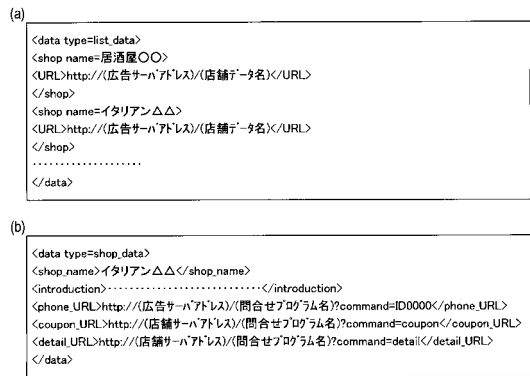 (a)
<data type=list_data>
<shop name=居酒屋〇〇>
<URL>http://(広告サーバアドレス)/(店舗データ名)</URL>
</shop>
<shop name=イタリアン△△>
<URL>http://(広告サーバアドレス)/(店舗データ名)</URL>
</shop>
····················
</data>
(b)
<data type=shop_data>
<shop_name>イタリアン△△</shop_name>
<introduction>····························</introduction>
<phone_URL>http://(広告サーバアドレス)/(問合せプログラム名)?command=ID0000</phone_URL>
<coupon_URL>http://(店舗サーバアドレス)/(問合せプログラム名)?command=coupon</coupon_URL>
<detail_URL>http://(店舗サーバアドレス)/(問合せプログラム名)?command=detail</detail_URL>
</data>